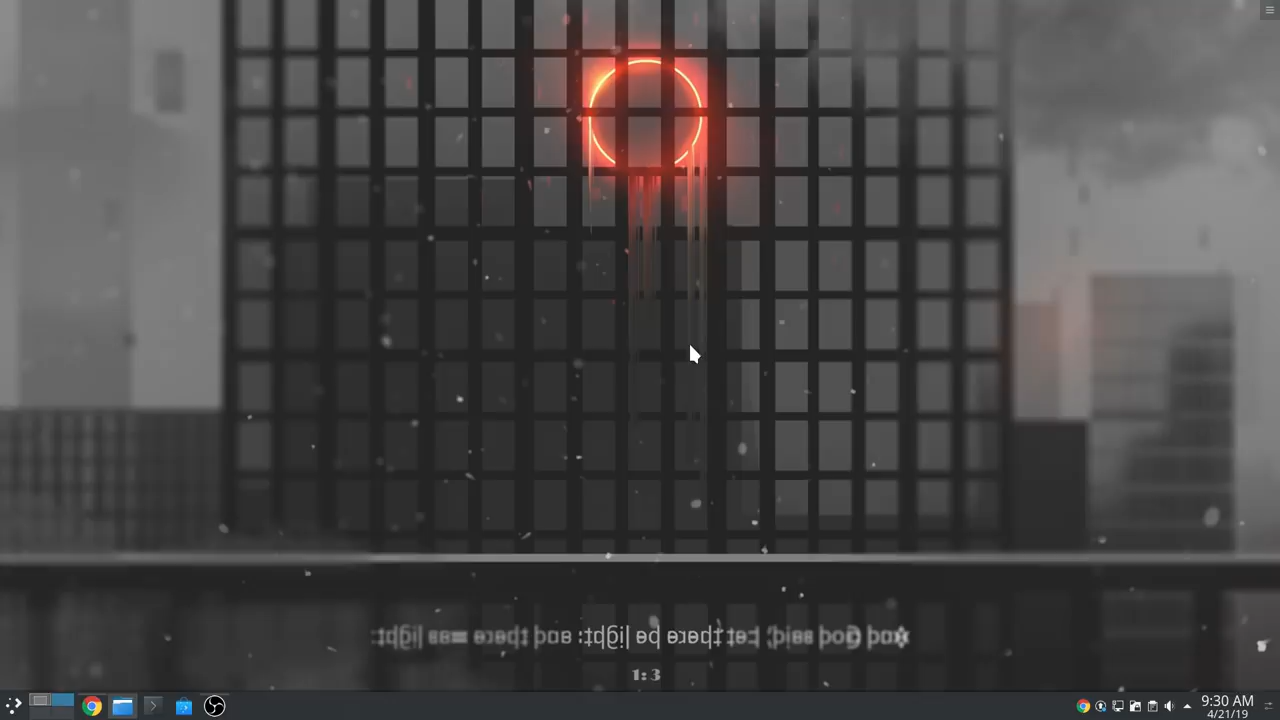 And God said, Let there be light: and there was light.
1: 3
9:30 AM
4/21/19